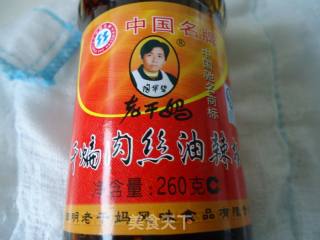 中国名牌
中国驰名商标
陶华碧
老干妈
干煸肉丝油辣
净含量:260克C
阳明老干妈风味食品有限
美食天下